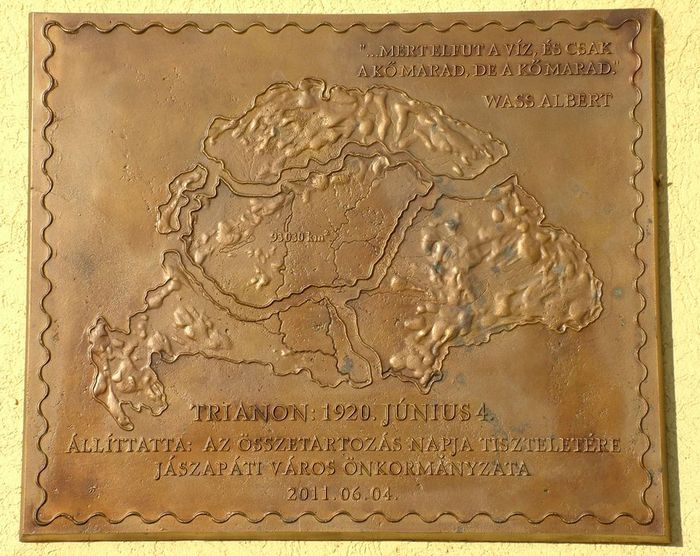 "...MERT ELFUT A VÍZ, ÉS CSAK
A KŐ MARAD, DE A KŐ MARAD."
WASS ALBERT
93 030 km²
TRIANON: 1920. JÚNIUS 4.
ÁLLÍTTATTA: AZ ÖSSZETARTOZÁS NAPJA TISZTELETÉRE
JÁSZAPÁTI VÁROS ÖNKORMÁNYZATA
2011.06.04.